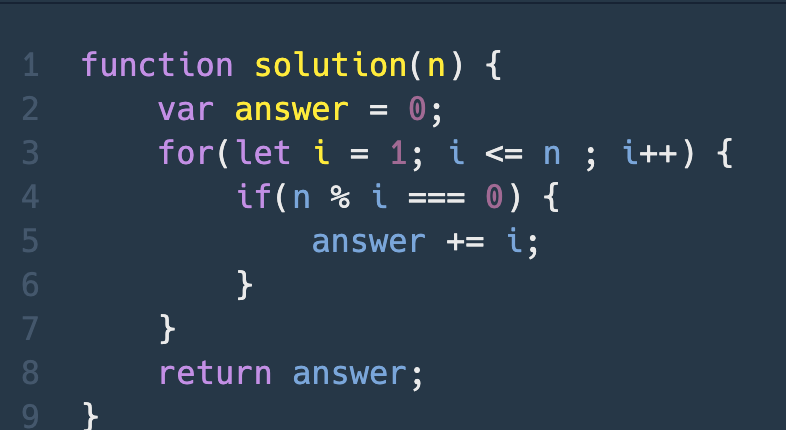 1 function solution(n) {
2     var answer = 0;
3     for(let i = 1; i <= n ; i++) {
4         if(n % i === 0) {
5             answer += i;
6         }
7     }
8     return answer;
9 }